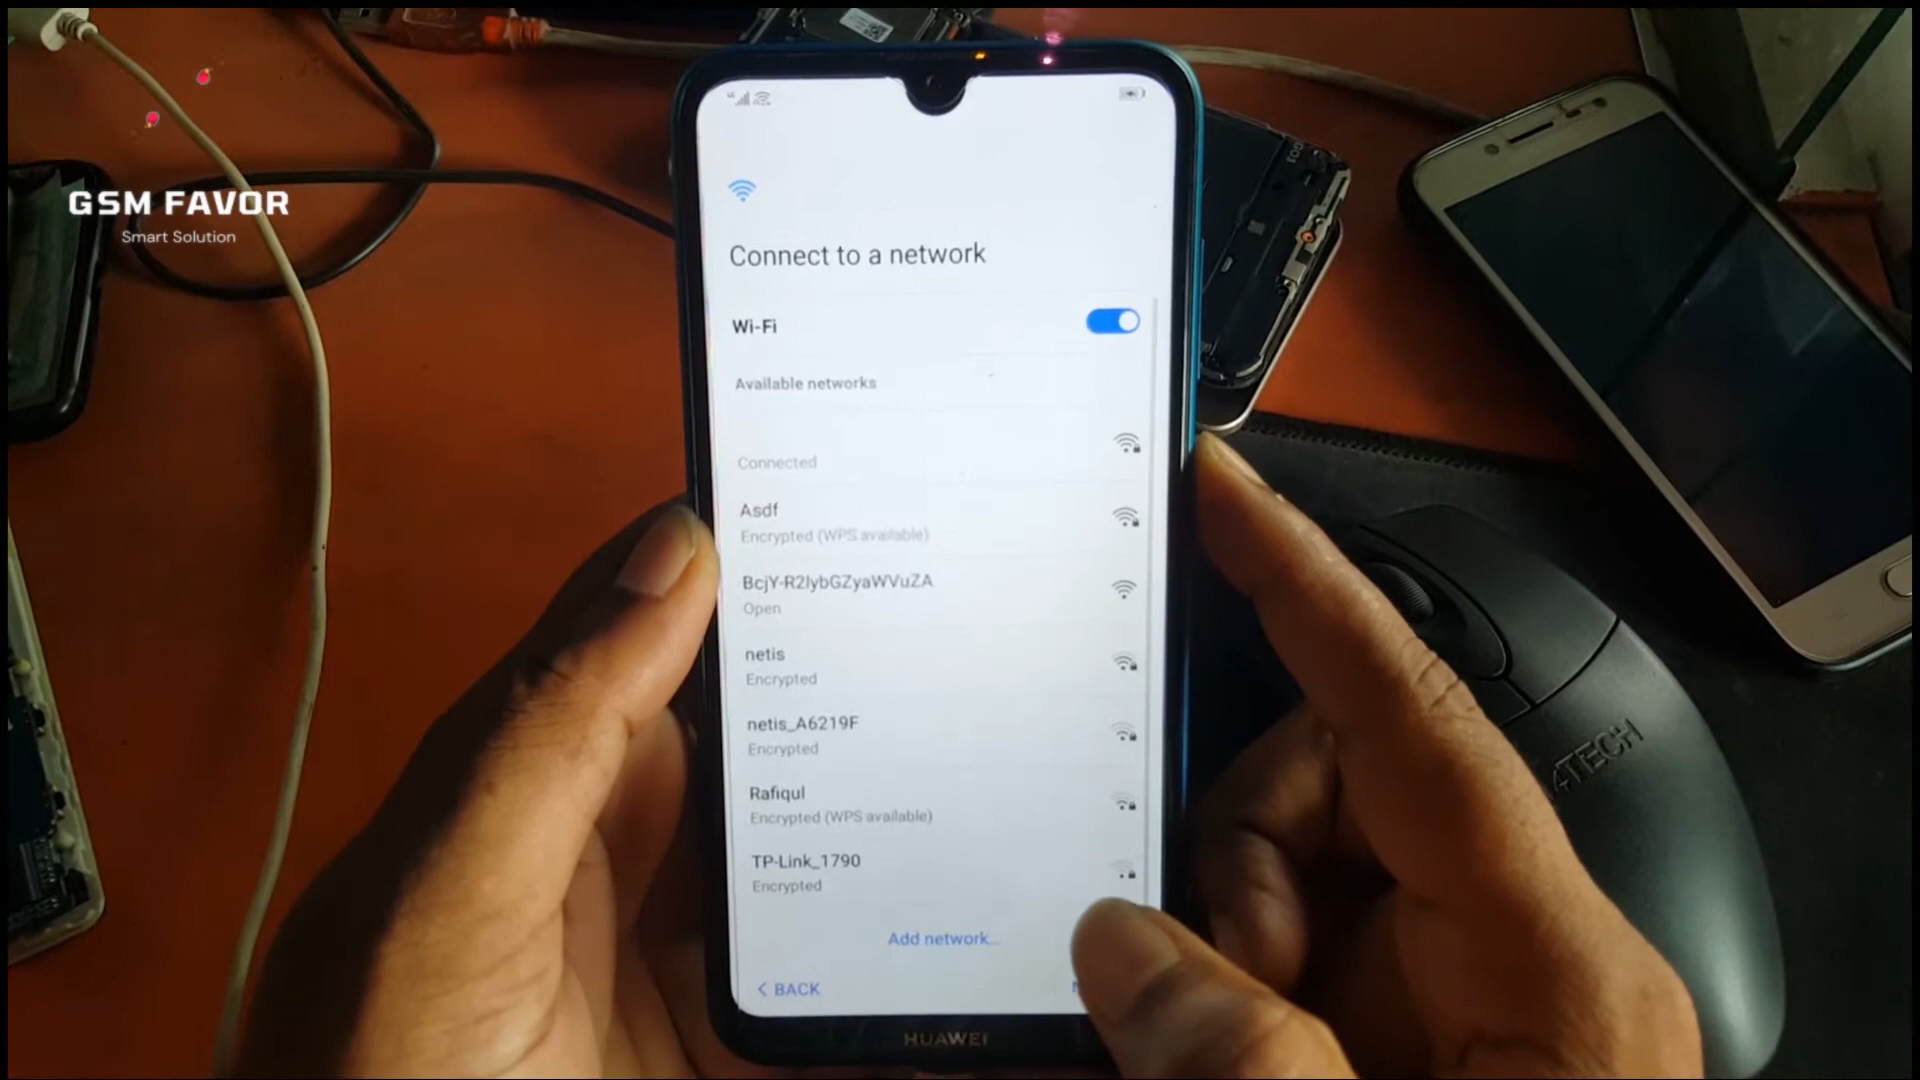 GSM FAVOR
Smart Solution
Connect to a network
Wi-Fi
Available networks
Connected
Asdf
Encrypted (WPS available)
BcjY-R2lybGZyaWVuZA
Open
netis
Encrypted
netis_A6219F
Encrypted
Rafiqul
Encrypted (WPS available)
TP-Link_1790
Encrypted
Add network...
< BACK
HUAWEI
A4TECH